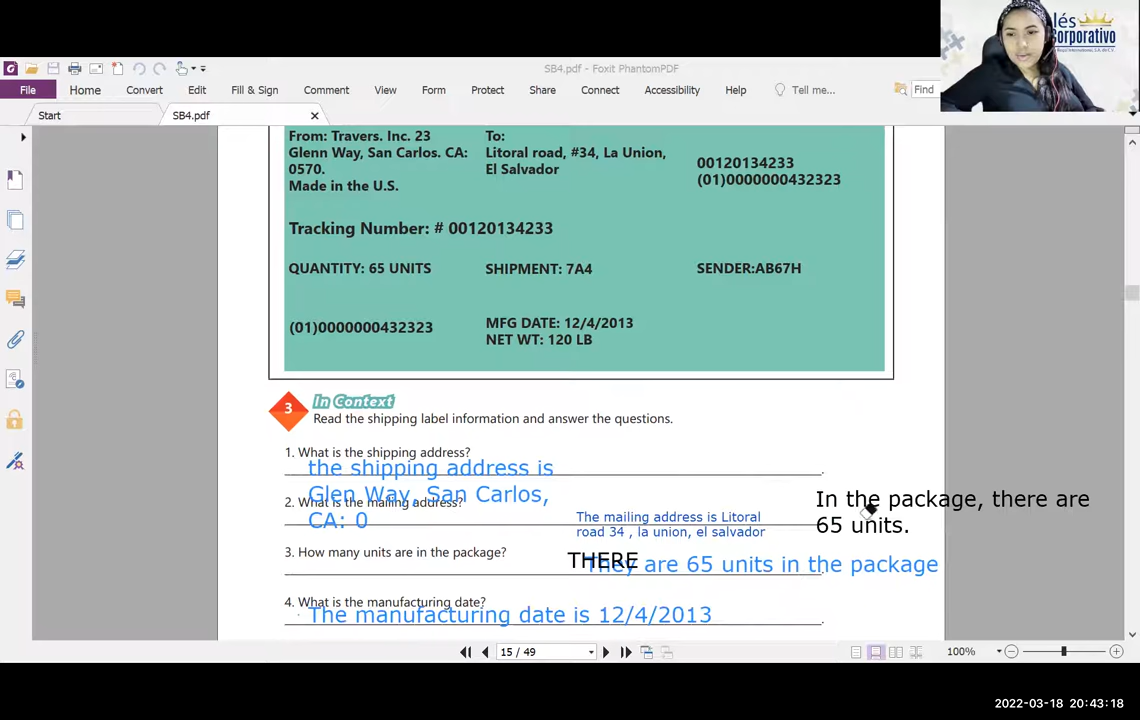 lés
Corporativo
SB4.pdf - Foxit PhantomPDF
File Home Convert Edit Fill & Sign Comment View Form Protect Share Connect Accessibility Help Tell me... Find
Start SB4.pdf
From: Travers. Inc. 23
Glenn Way, San Carlos. CA:
0570.
Made in the U.S.
To:
Litoral road, #34, La Union,
El Salvador
00120134233
(01)0000000432323
Tracking Number: # 00120134233
QUANTITY: 65 UNITS SHIPMENT: 7A4 SENDER:AB67H
(01)0000000432323
MFG DATE: 12/4/2013
NET WT: 120 LB
3 In Context
Read the shipping label information and answer the questions.
1. What is the shipping address?
the shipping address is
Glen Way, San Carlos,
CA: 0
2. What is the mailing address?
The mailing address is Litoral
road 34 , la union, el salvador
In the package, there are
65 units.
3. How many units are in the package?
THERE
They are 65 units in the package
4. What is the manufacturing date?
The manufacturing date is 12/4/2013
15 / 49 100%
2022-03-18 20:43:18